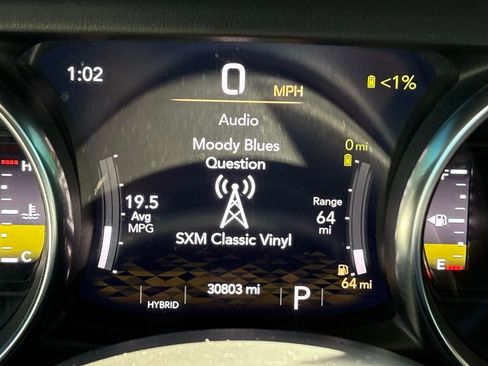 1:02
0
MPH
<1%
Audio
Moody Blues
Question
0 mi
H
19.5
Avg
MPG
Range
64
mi
SXM Classic Vinyl
C
E
64 mi
HYBRID
30803 mi
P